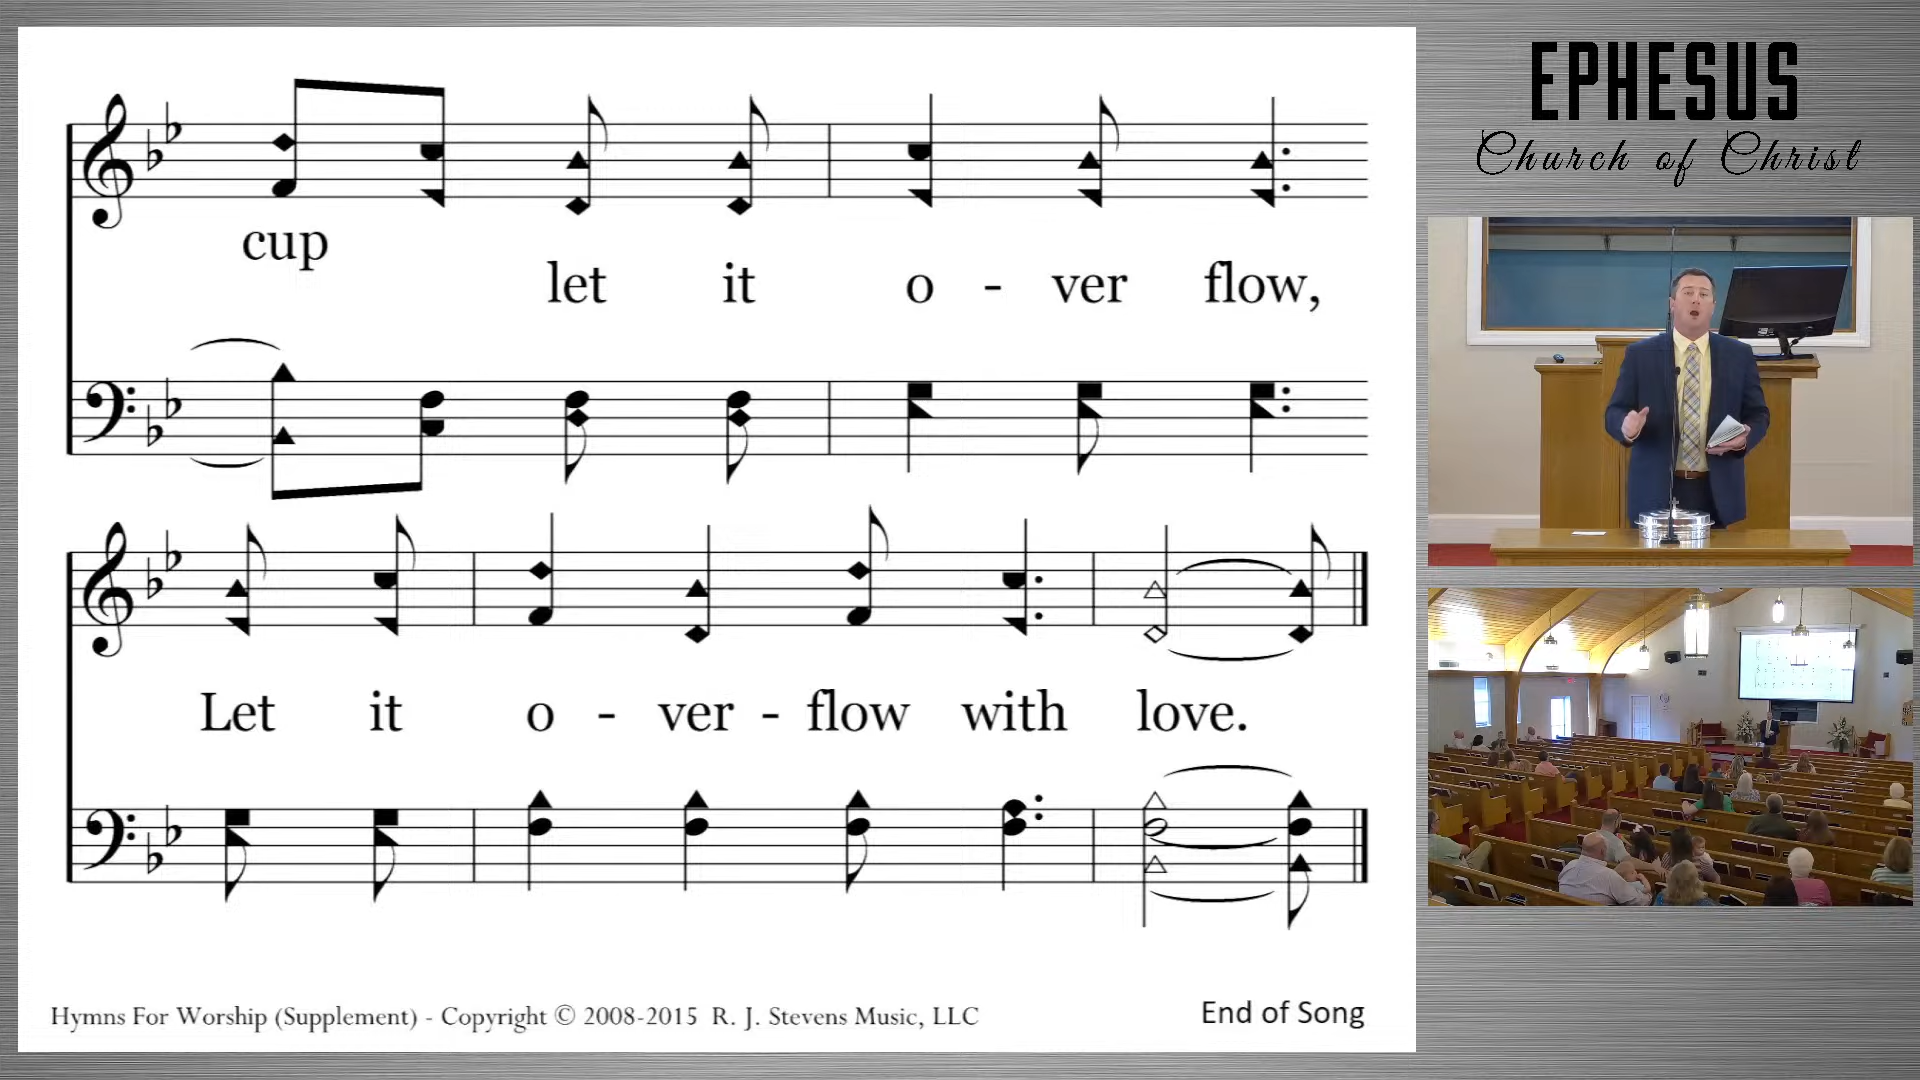 EPHESUS
Church of Christ
cup
let it o - ver flow,
Let it o - ver - flow with love.
Hymns For Worship (Supplement) - Copyright © 2008-2015 R. J. Stevens Music, LLC
End of Song